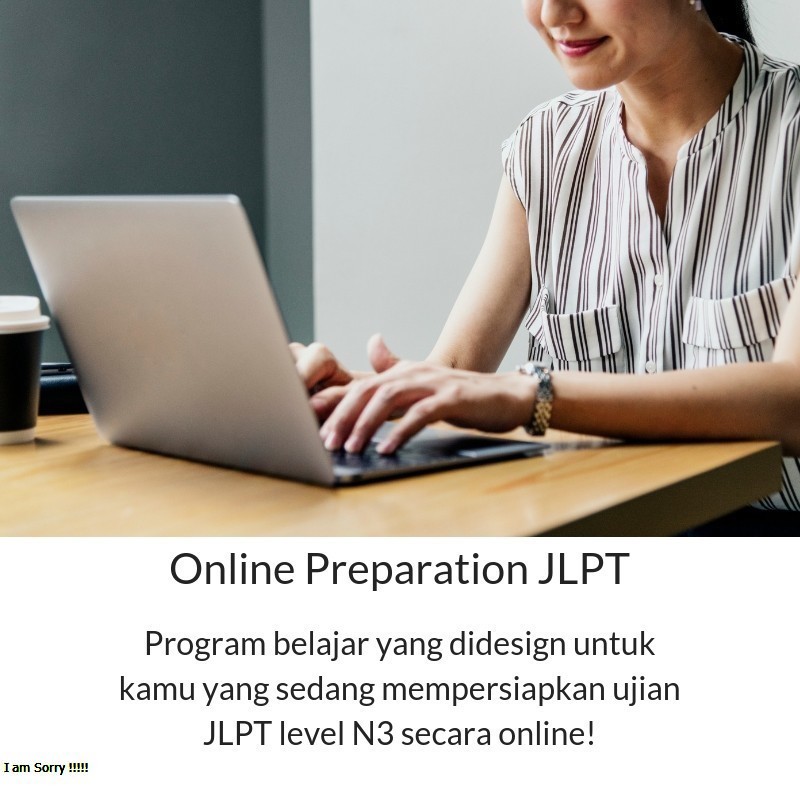 Online Preparation JLPT
Program belajar yang didesign untuk
kamu yang sedang mempersiapkan ujian
JLPT level N3 secara online!
I am Sorry !!!!!